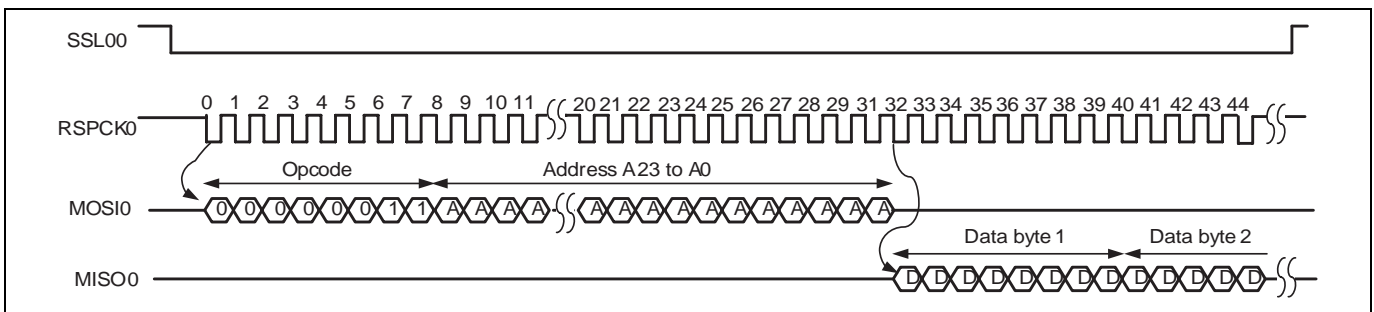 SSL00
0 1 2 3 4 5 6 7 8 9 10 11 20 21 22 23 24 25 26 27 28 29 31 32 33 34 35 36 37 38 39 40 41 42 43 44
RSPCK0
Opcode Address A23 to A0
MOSI0 0 0 0 0 0 0 1 1 A A A A A A A A A A A A A A A
Data byte 1 Data byte 2
MISO0 D D D D D D D D D D D D D